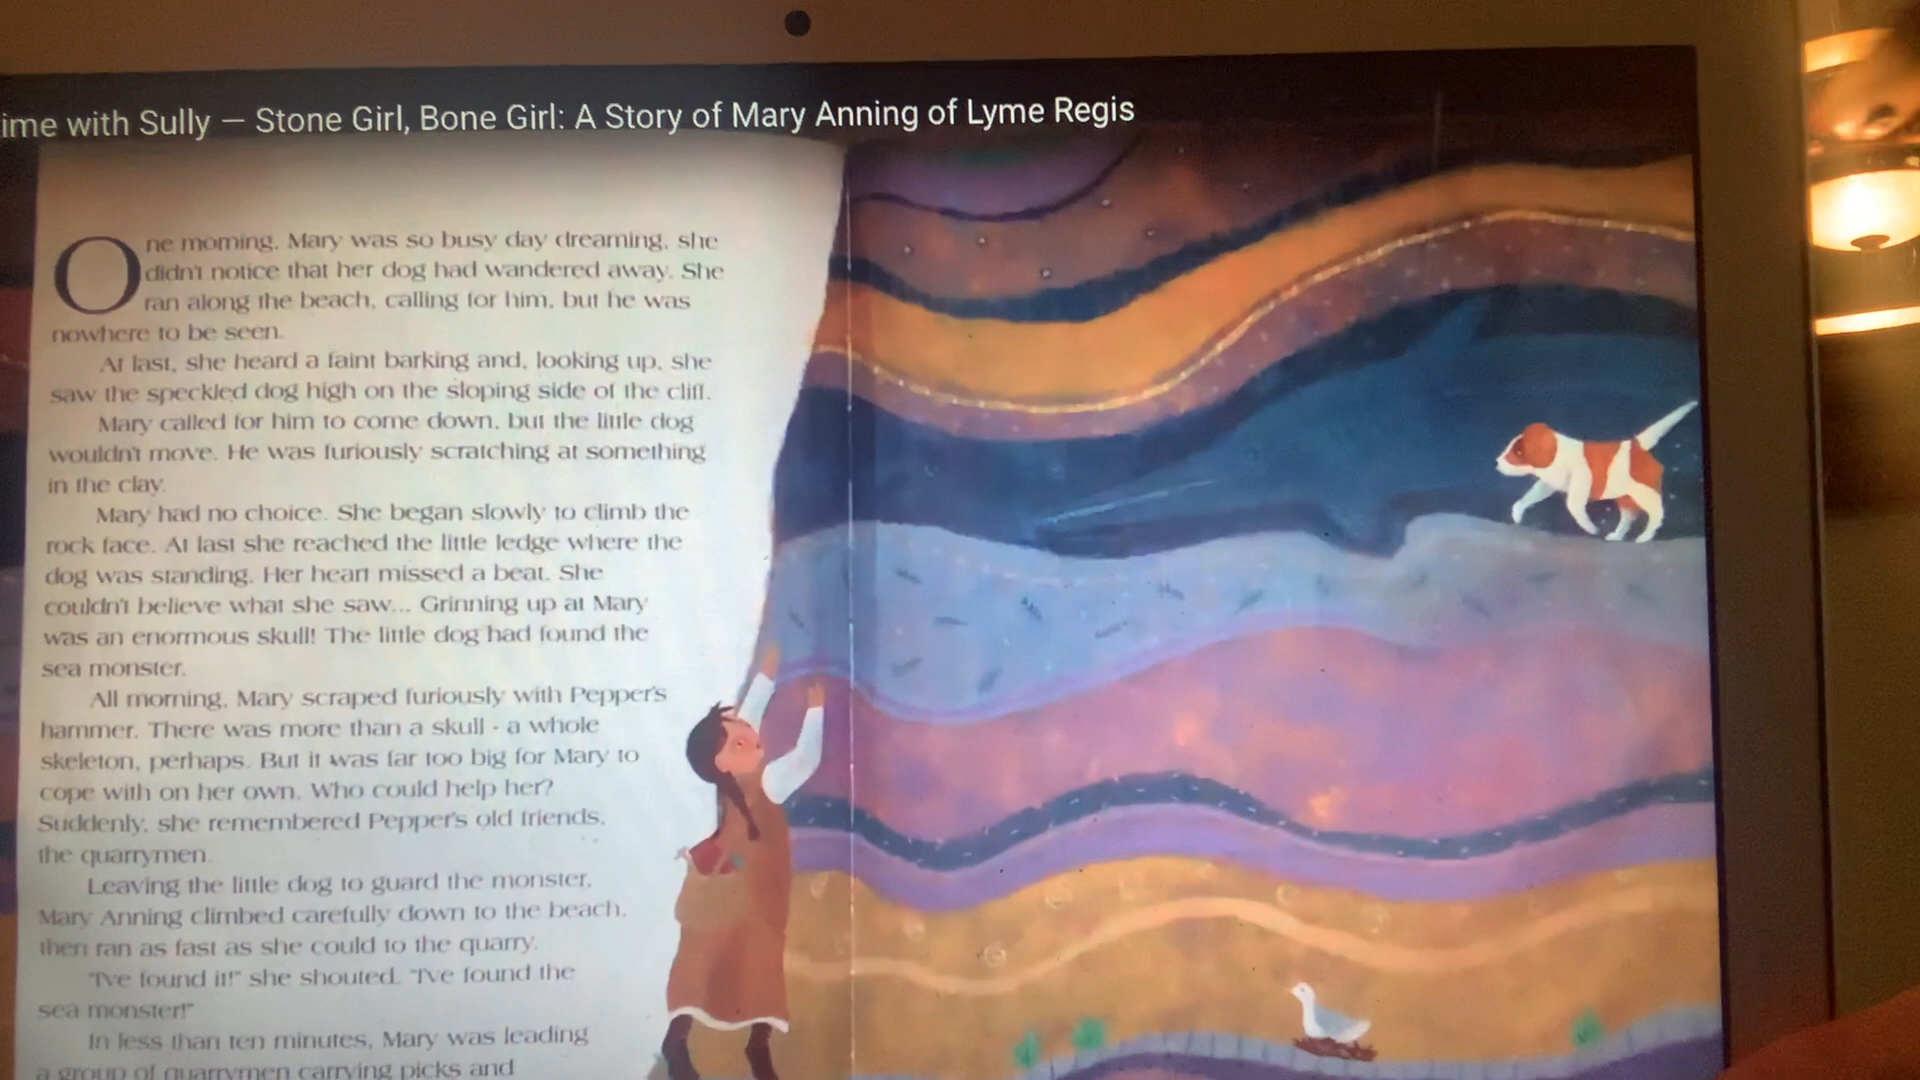 ime with Sully — Stone Girl, Bone Girl: A Story of Mary Anning of Lyme Regis
One morning, Mary was so busy day dreaming, she
didn't notice that her dog had wandered away. She
ran along the beach, calling for him, but he was
nowhere to be seen.
At last, she heard a faint barking and, looking up, she
saw the speckled dog high on the sloping side of the cliff.
Mary called for him to come down, but the little dog
wouldn't move. He was furiously scratching at something
in the clay.
Mary had no choice. She began slowly to climb the
rock face. At last she reached the little ledge where the
dog was standing. Her heart missed a beat. She
couldn't believe what she saw... Grinning up at Mary
was an enormous skull! The little dog had found the
sea monster.
All morning, Mary scraped furiously with Pepper's
hammer. There was more than a skull - a whole
skeleton, perhaps. But it was far too big for Mary to
cope with on her own. Who could help her?
Suddenly, she remembered Pepper's old friends,
the quarrymen.
Leaving the little dog to guard the monster,
Mary Anning climbed carefully down to the beach,
then ran as fast as she could to the quarry.
"I've found it!" she shouted. "I've found the
sea monster!"
In less than ten minutes, Mary was leading
a group of quarrymen carrying picks and